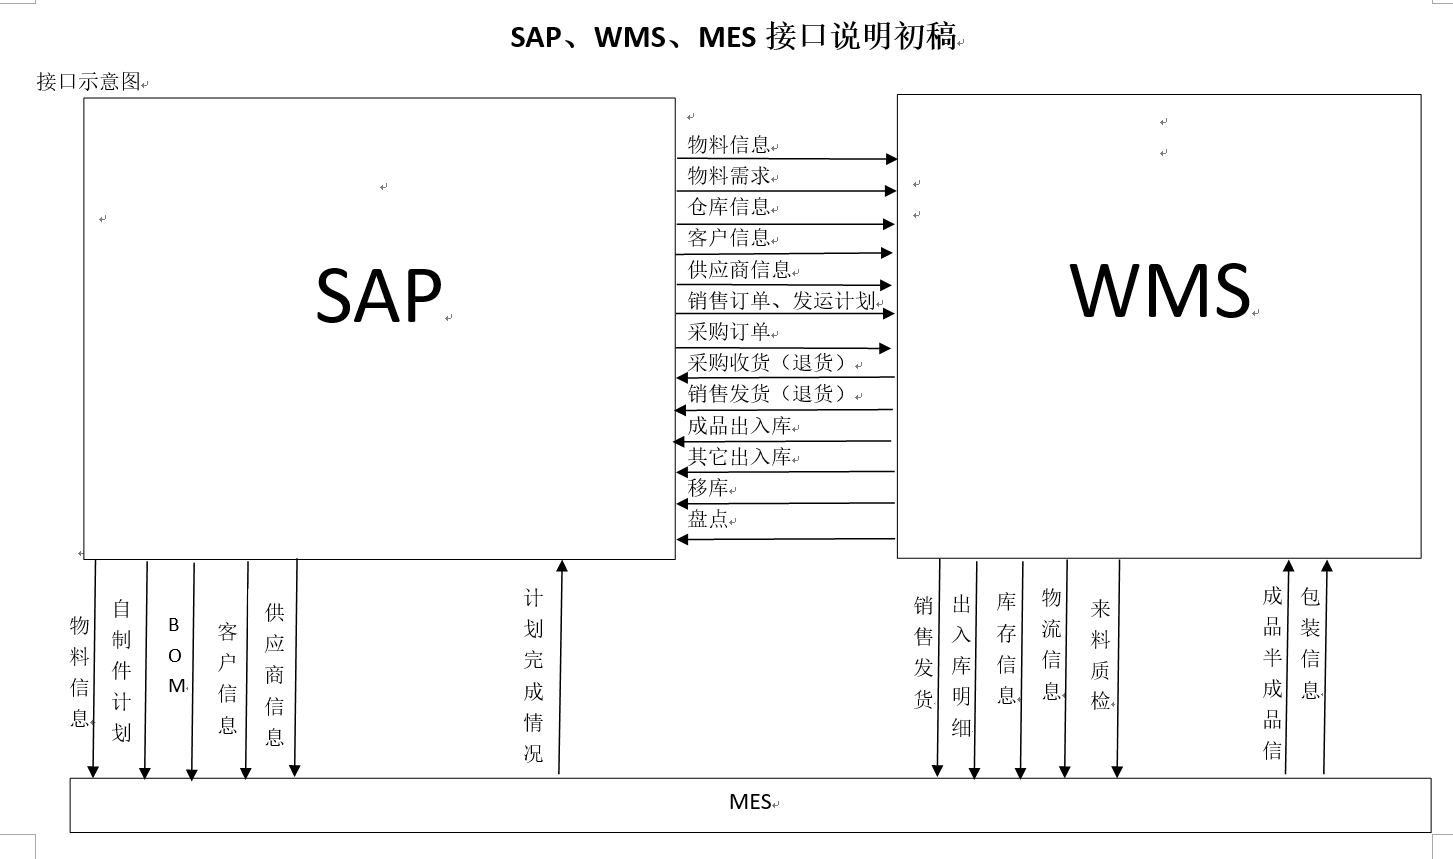 SAP、WMS、MES 接口说明初稿
接口示意图
物料信息
物料需求
仓库信息
客户信息
供应商信息
销售订单、发运计划
采购订单
采购收货（退货）
销售发货（退货）
成品出入库
其它出入库
移库
盘点
SAP
WMS
物料信息
自制件计划
BOM
客户信息
供应商信息
计划完成情况
销售发货
出入库明细
库存信息
物流信息
来料质检
成品半成品信
包装信息
MES